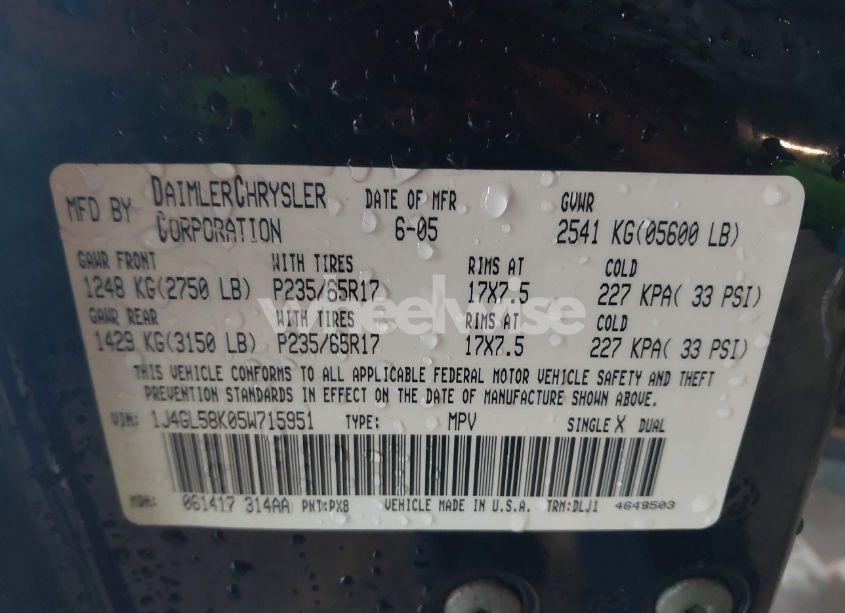 MFD BY DAIMLERCHRYSLER CORPORATION DATE OF MFR 6-05 GVWR 2541 KG(05600 LB)
GAWR FRONT WITH TIRES RIMS AT COLD
1248 KG(2750 LB) P235/65R17 17X7.5 227 KPA( 33 PSI)
GAWR REAR WITH TIRES RIMS AT COLD
1429 KG(3150 LB) P235/65R17 17X7.5 227 KPA( 33 PSI)
wheelwise
THIS VEHICLE CONFORMS TO ALL APPLICABLE FEDERAL MOTOR VEHICLE SAFETY AND THEFT
PREVENTION STANDARDS IN EFFECT ON THE DATE OF MANUFACTURE SHOWN ABOVE.
VIN: 1J4GL58K05W715951 TYPE: MPV SINGLE X DUAL
MDH: 061417 314AA PNT:PX8 VEHICLE MADE IN U.S.A. TRM:DLJ1 4649503